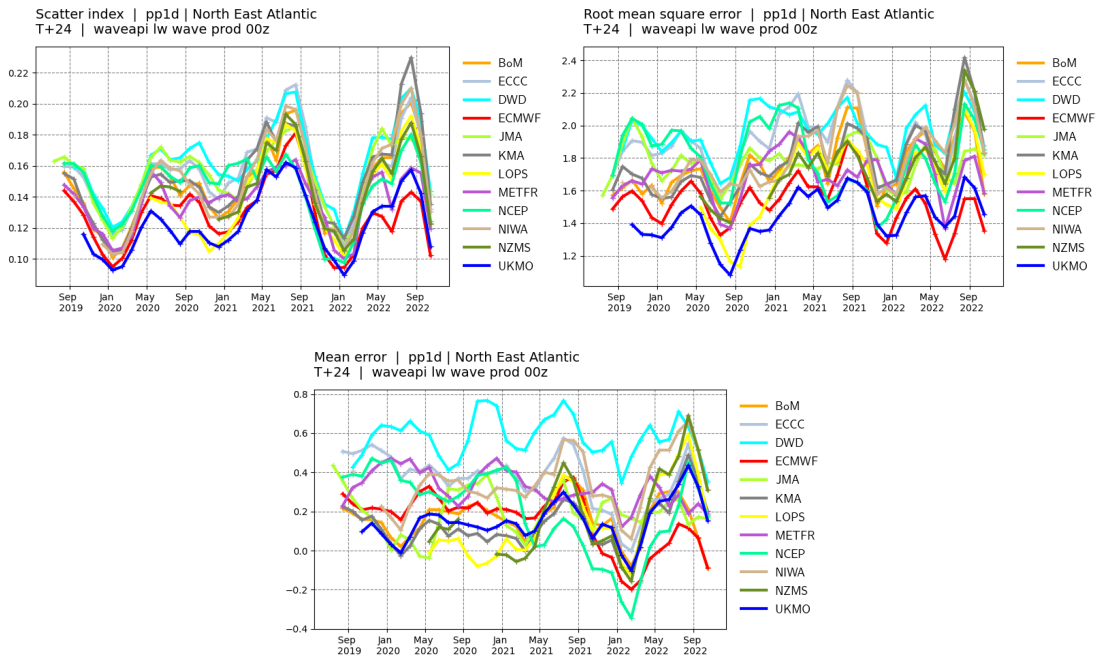 Scatter index | pp1d | North East Atlantic
T+24 | waveapi lw wave prod 00z
0.22
0.20
0.18
0.16
0.14
0.12
0.10
Sep Jan May Sep Jan May Sep Jan May Sep
2019 2020 2020 2020 2021 2021 2021 2022 2022 2022
BoM
ECCC
DWD
ECMWF
JMA
KMA
LOPS
METFR
NCEP
NIWA
NZMS
UKMO
Root mean square error | pp1d | North East Atlantic
T+24 | waveapi lw wave prod 00z
2.4
2.2
2.0
1.8
1.6
1.4
1.2
Sep Jan May Sep Jan May Sep Jan May Sep
2019 2020 2020 2020 2021 2021 2021 2022 2022 2022
BoM
ECCC
DWD
ECMWF
JMA
KMA
LOPS
METFR
NCEP
NIWA
NZMS
UKMO
Mean error | pp1d | North East Atlantic
T+24 | waveapi lw wave prod 00z
0.8
0.6
0.4
0.2
0.0
−0.2
−0.4
Sep Jan May Sep Jan May Sep Jan May Sep
2019 2020 2020 2020 2021 2021 2021 2022 2022 2022
BoM
ECCC
DWD
ECMWF
JMA
KMA
LOPS
METFR
NCEP
NIWA
NZMS
UKMO